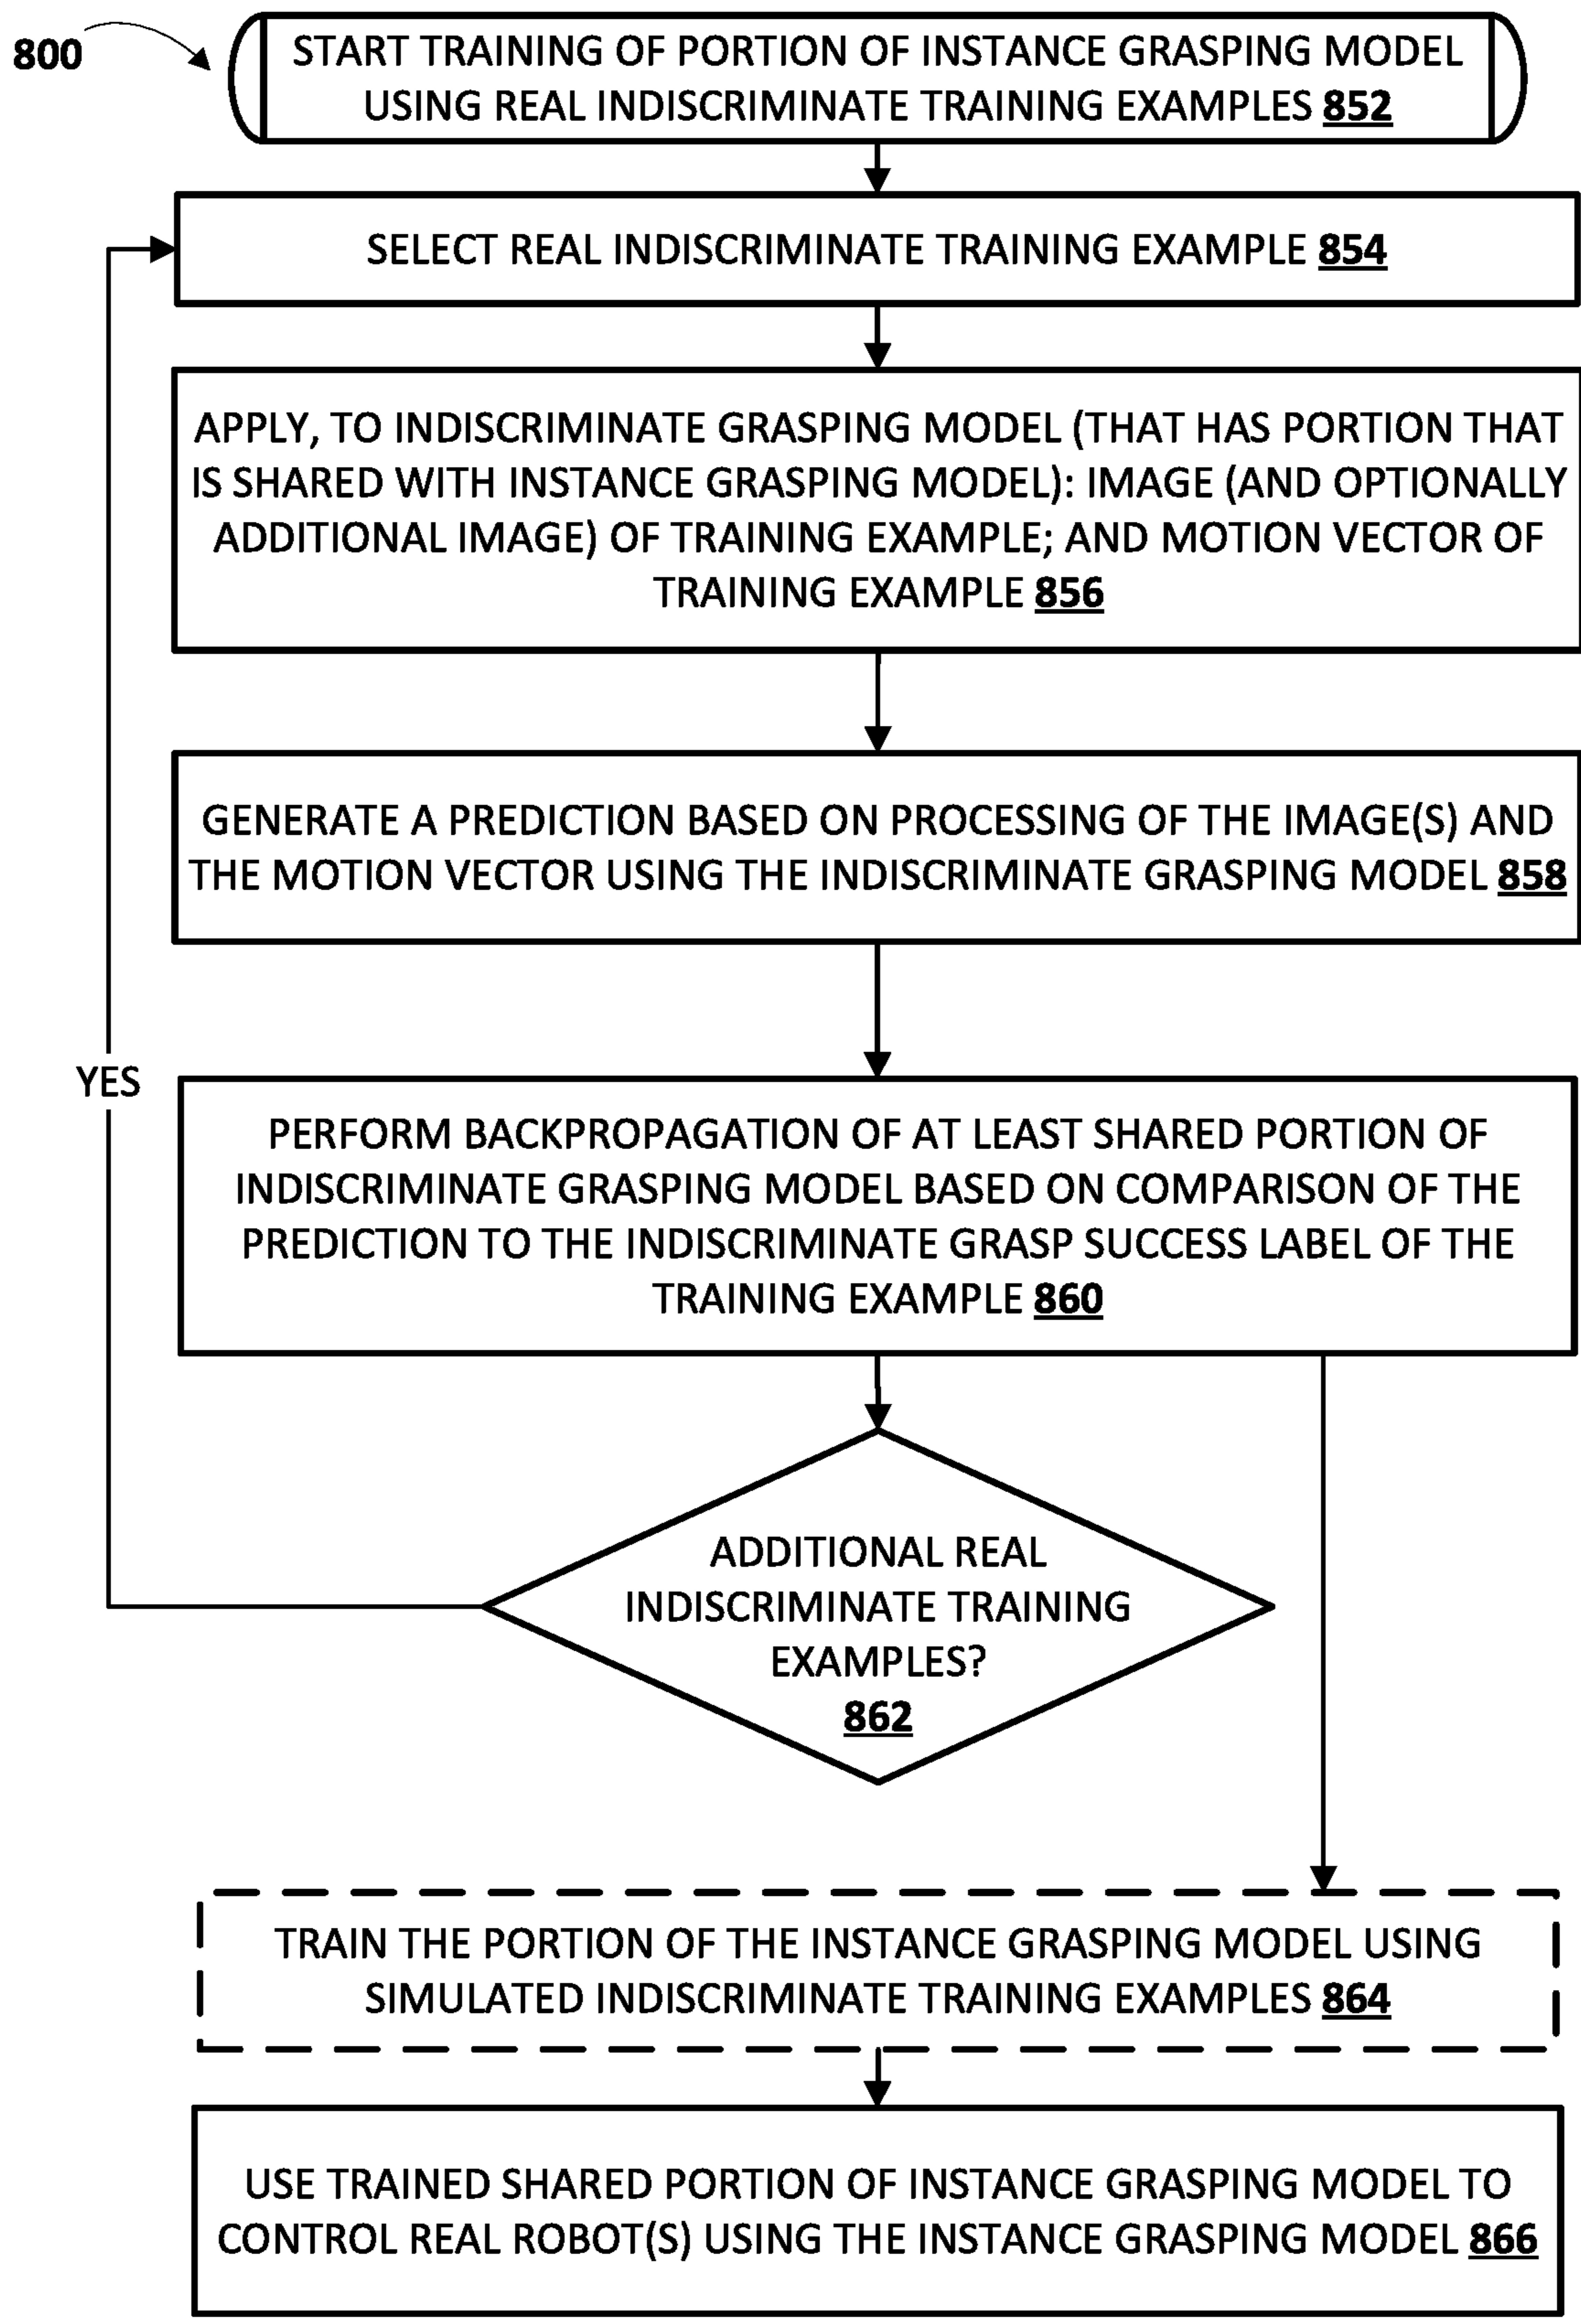 800
START TRAINING OF PORTION OF INSTANCE GRASPING MODEL
USING REAL INDISCRIMINATE TRAINING EXAMPLES 852
SELECT REAL INDISCRIMINATE TRAINING EXAMPLE 854
APPLY, TO INDISCRIMINATE GRASPING MODEL (THAT HAS PORTION THAT
IS SHARED WITH INSTANCE GRASPING MODEL): IMAGE (AND OPTIONALLY
ADDITIONAL IMAGE) OF TRAINING EXAMPLE; AND MOTION VECTOR OF
TRAINING EXAMPLE 856
GENERATE A PREDICTION BASED ON PROCESSING OF THE IMAGE(S) AND
THE MOTION VECTOR USING THE INDISCRIMINATE GRASPING MODEL 858
YES
PERFORM BACKPROPAGATION OF AT LEAST SHARED PORTION OF
INDISCRIMINATE GRASPING MODEL BASED ON COMPARISON OF THE
PREDICTION TO THE INDISCRIMINATE GRASP SUCCESS LABEL OF THE
TRAINING EXAMPLE 860
ADDITIONAL REAL
INDISCRIMINATE TRAINING
EXAMPLES?
862
TRAIN THE PORTION OF THE INSTANCE GRASPING MODEL USING
SIMULATED INDISCRIMINATE TRAINING EXAMPLES 864
USE TRAINED SHARED PORTION OF INSTANCE GRASPING MODEL TO
CONTROL REAL ROBOT(S) USING THE INSTANCE GRASPING MODEL 866